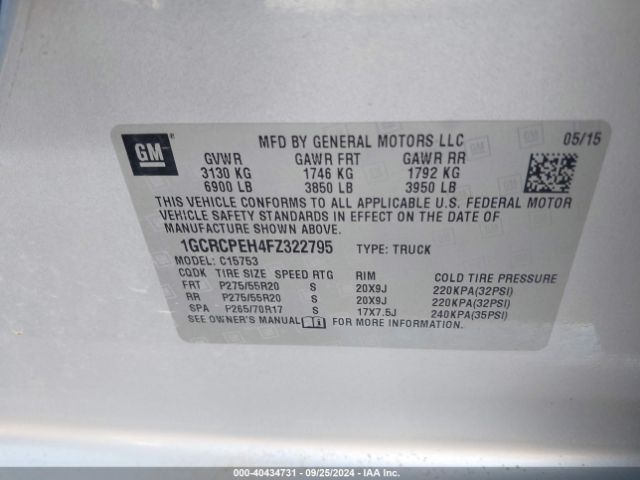 GM
MFD BY GENERAL MOTORS LLC 05/15
GVWR GAWR FRT GAWR RR
3130 KG 1746 KG 1792 KG
6900 LB 3850 LB 3950 LB
THIS VEHICLE CONFORMS TO ALL APPLICABLE U.S. FEDERAL MOTOR
VEHICLE SAFETY STANDARDS IN EFFECT ON THE DATE OF
MANUFACTURE SHOWN ABOVE.
1GCRCPEH4FZ322795 TYPE: TRUCK
MODEL: C15753
CQDK TIRE SIZE SPEED RTG RIM COLD TIRE PRESSURE
FRT P275/55R20 S 20X9J 220KPA(32PSI)
RR P275/55R20 S 20X9J 220KPA(32PSI)
SPA P265/70R17 S 17X7.5J 240KPA(35PSI)
SEE OWNER'S MANUAL FOR MORE INFORMATION.
000-40434731 - 09/25/2024 - IAAI.COM